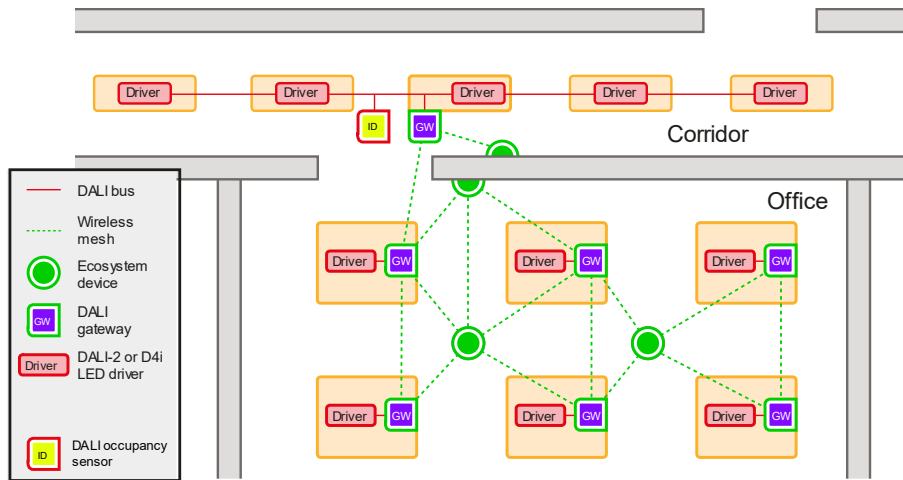 Driver Driver Driver Driver Driver
ID GW
Corridor
DALI bus
Office
Wireless
mesh
Ecosystem
device
Driver GW Driver GW Driver GW
GW DALI
gateway
Driver DALI-2 or D4i
LED driver
Driver GW Driver GW Driver GW
ID DALI occupancy
sensor